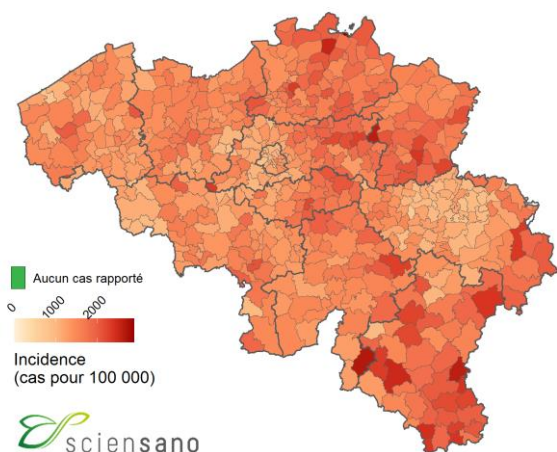 Aucun cas rapporté
0 1000 2000
Incidence
(cas pour 100 000)
sciensano